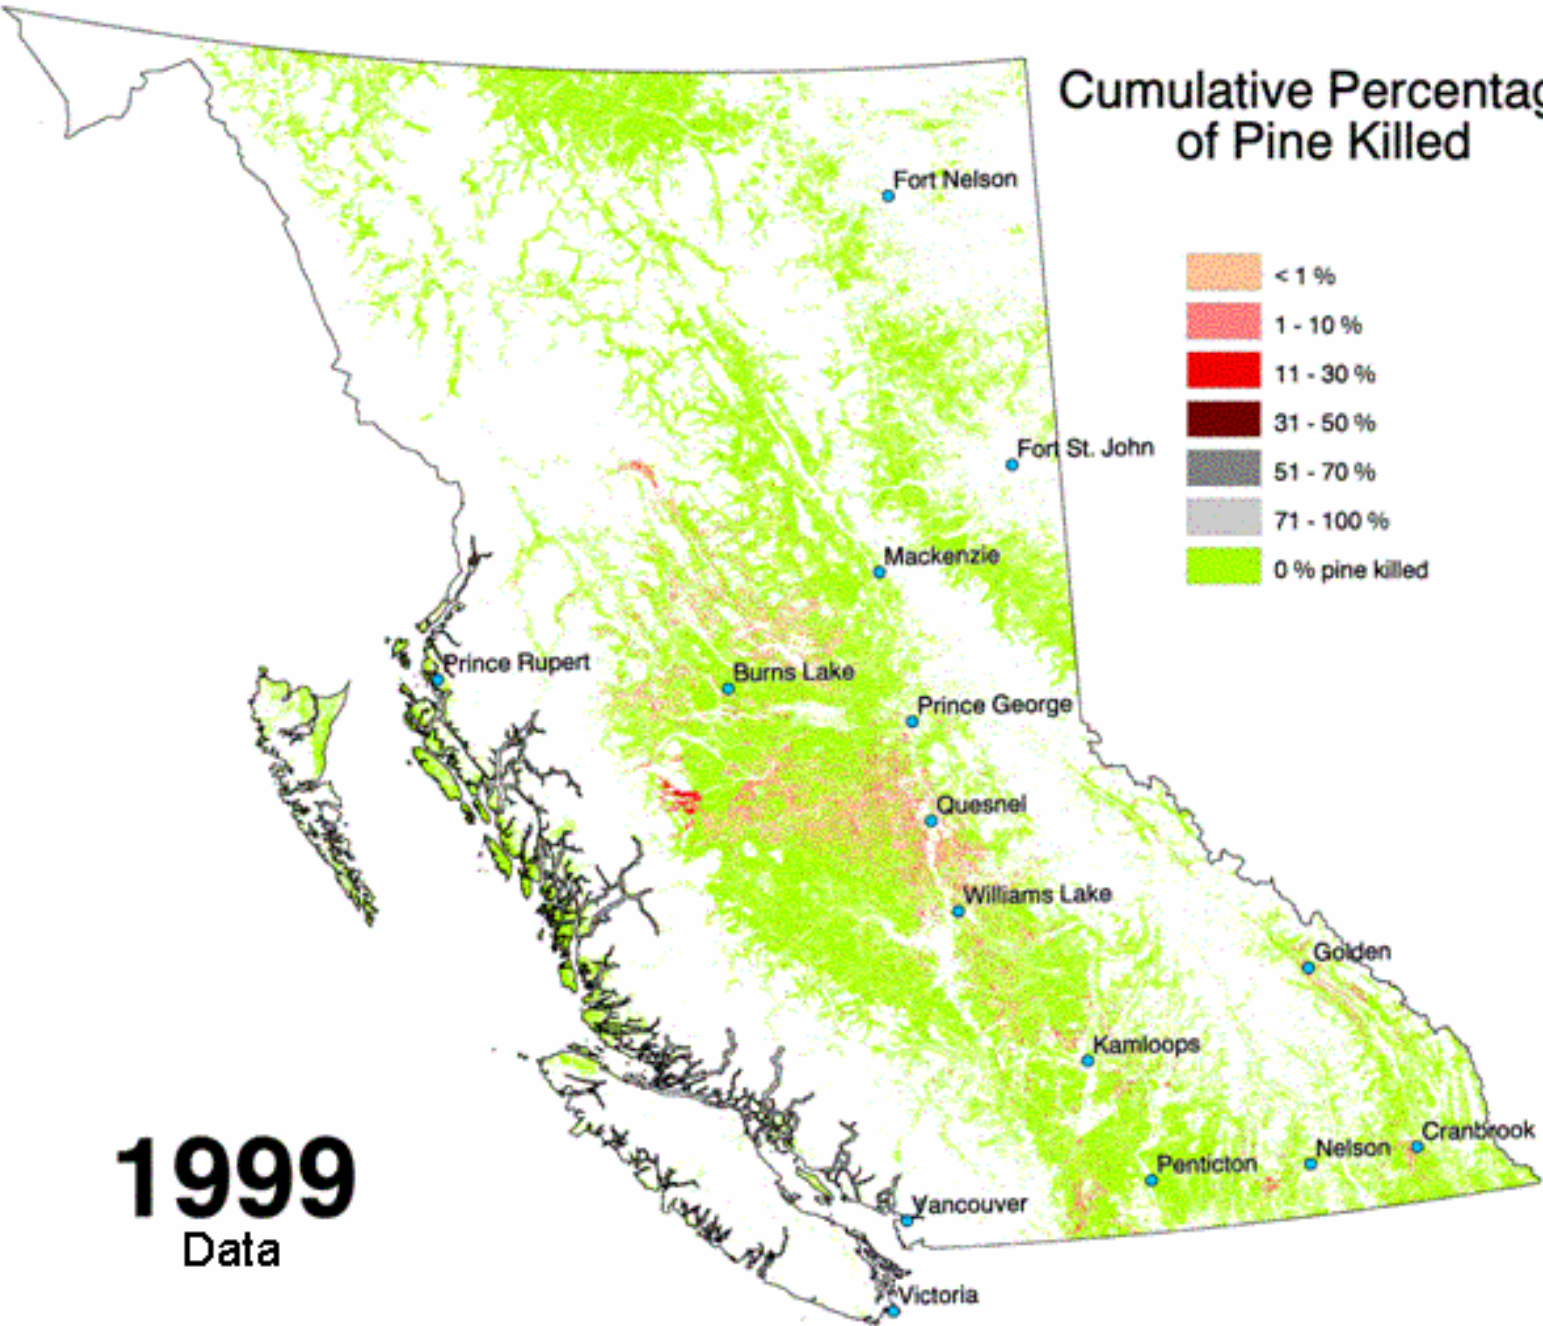 Cumulative Percentag
of Pine Killed
Fort Nelson
< 1 %
1 - 10 %
11 - 30 %
31 - 50 %
51 - 70 %
71 - 100 %
0 % pine killed
Fort St. John
Mackenzie
Prince Rupert
Burns Lake
Prince George
Quesnel
Williams Lake
Golden
Kamloops
Cranbrook
Nelson
Penticton
Vancouver
Victoria
1999
Data